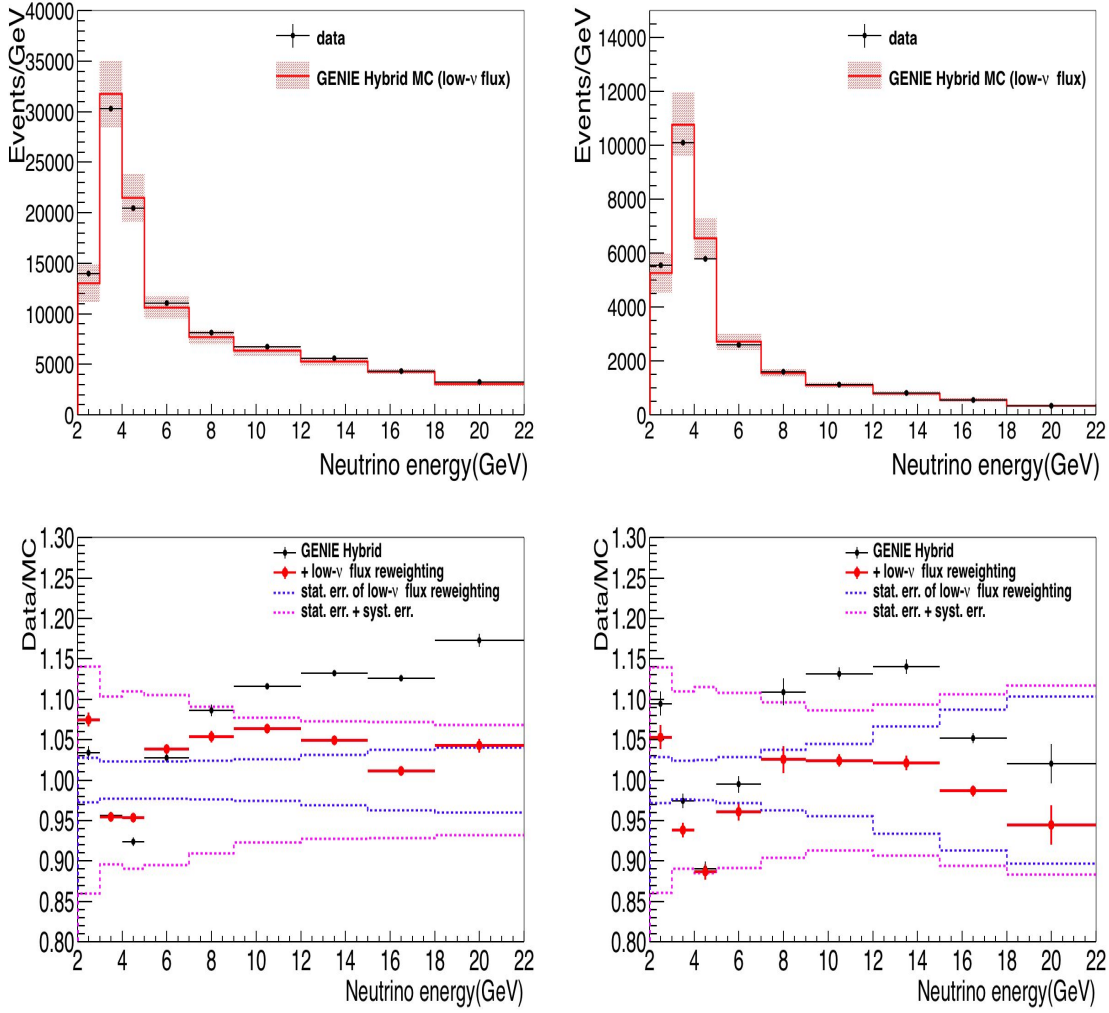 Events/GeV
40000
35000
30000
25000
20000
15000
10000
5000
0
data
GENIE Hybrid MC (low-ν flux)
2 4 6 8 10 12 14 16 18 20 22
Neutrino energy(GeV)
Events/GeV
14000
12000
10000
8000
6000
4000
2000
0
data
GENIE Hybrid MC (low-ν flux)
2 4 6 8 10 12 14 16 18 20 22
Neutrino energy(GeV)
Data/MC
1.30
1.25
1.20
1.15
1.10
1.05
1.00
0.95
0.90
0.85
0.80
GENIE Hybrid
+ low-ν flux reweighting
stat. err. of low-ν flux reweighting
stat. err. + syst. err.
2 4 6 8 10 12 14 16 18 20 22
Neutrino energy(GeV)
Data/MC
1.30
1.25
1.20
1.15
1.10
1.05
1.00
0.95
0.90
0.85
0.80
GENIE Hybrid
+ low-ν flux reweighting
stat. err. of low-ν flux reweighting
stat. err. + syst. err.
2 4 6 8 10 12 14 16 18 20 22
Neutrino energy(GeV)